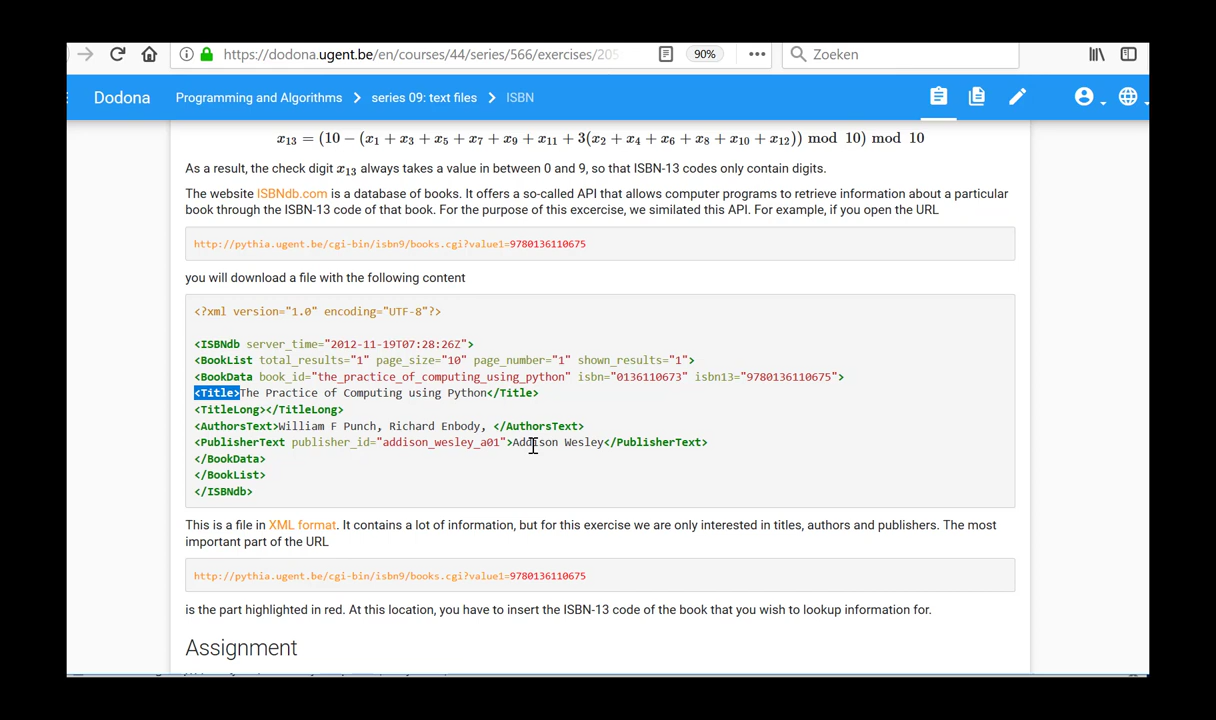 https://dodona.ugent.be/en/courses/44/series/566/exercises/205
90%
Zoeken
Dodona
Programming and Algorithms > series 09: text files > ISBN
x13 = (10 − (x1 + x3 + x5 + x7 + x9 + x11 + 3(x2 + x4 + x6 + x8 + x10 + x12)) mod 10) mod 10
As a result, the check digit x13 always takes a value in between 0 and 9, so that ISBN-13 codes only contain digits.
The website ISBNdb.com is a database of books. It offers a so-called API that allows computer programs to retrieve information about a particular
book through the ISBN-13 code of that book. For the purpose of this excercise, we similated this API. For example, if you open the URL
http://pythia.ugent.be/cgi-bin/isbn9/books.cgi?value1=9780136110675
you will download a file with the following content
<?xml version="1.0" encoding="UTF-8"?>
<ISBNdb server_time="2012-11-19T07:28:26Z">
<BookList total_results="1" page_size="10" page_number="1" shown_results="1">
<BookData book_id="the_practice_of_computing_using_python" isbn="0136110673" isbn13="9780136110675">
<Title>The Practice of Computing using Python</Title>
<TitleLong></TitleLong>
<AuthorsText>William F Punch, Richard Enbody, </AuthorsText>
<PublisherText publisher_id="addison_wesley_a01">Addison Wesley</PublisherText>
</BookData>
</BookList>
</ISBNdb>
This is a file in XML format. It contains a lot of information, but for this exercise we are only interested in titles, authors and publishers. The most
important part of the URL
http://pythia.ugent.be/cgi-bin/isbn9/books.cgi?value1=9780136110675
is the part highlighted in red. At this location, you have to insert the ISBN-13 code of the book that you wish to lookup information for.
Assignment